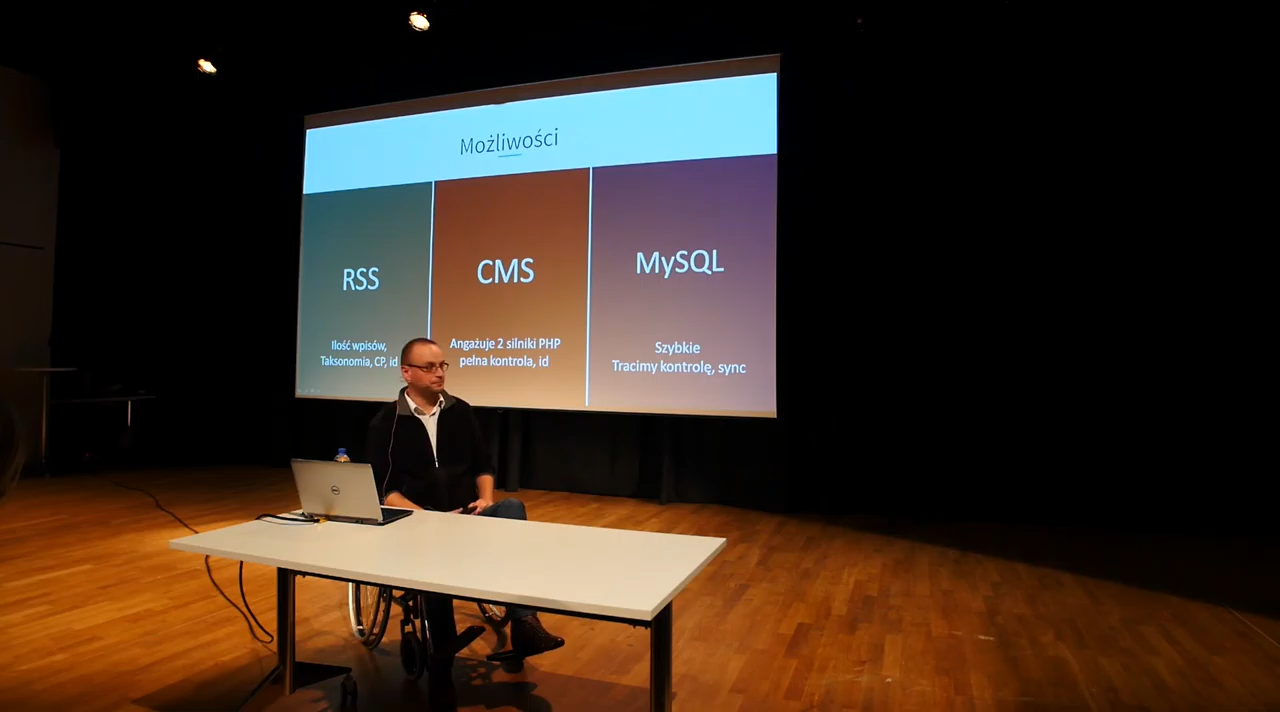 Możliwości
RSS
Ilość wpisów,
Taksonomia, CP, id
CMS
Angażuje 2 silniki PHP
pełna kontrola, id
MySQL
Szybkie
Tracimy kontrolę, sync
DELL